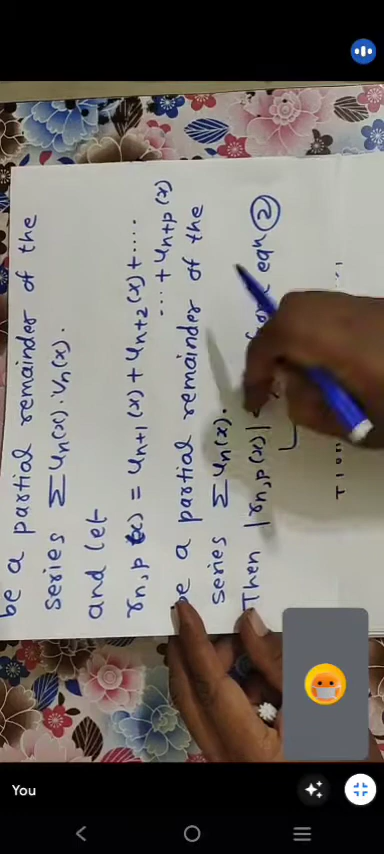 be a partial remainder of the
series Σ un(x)·vn(x).
and let
rn,p(x) = un+1(x) + un+2(x) + ....
... + un+p(x)
be a partial remainder of the
series Σ un(x).
Then |rn,p(x)| eqn ②
You